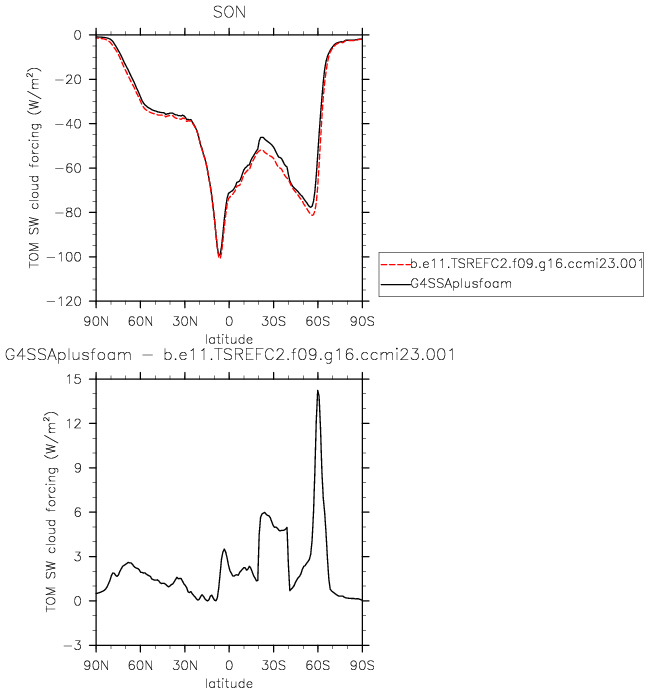 SON
TOM SW cloud forcing (W/m²)
0
−20
−40
−60
−80
−100
−120
90N 60N 30N 0 30S 60S 90S
latitude
b.e11.TSREFC2.f09.g16.ccmi23.001
G4SSAplusfoam
G4SSAplusfoam − b.e11.TSREFC2.f09.g16.ccmi23.001
TOM SW cloud forcing (W/m²)
15
12
9
6
3
0
−3
90N 60N 30N 0 30S 60S 90S
latitude